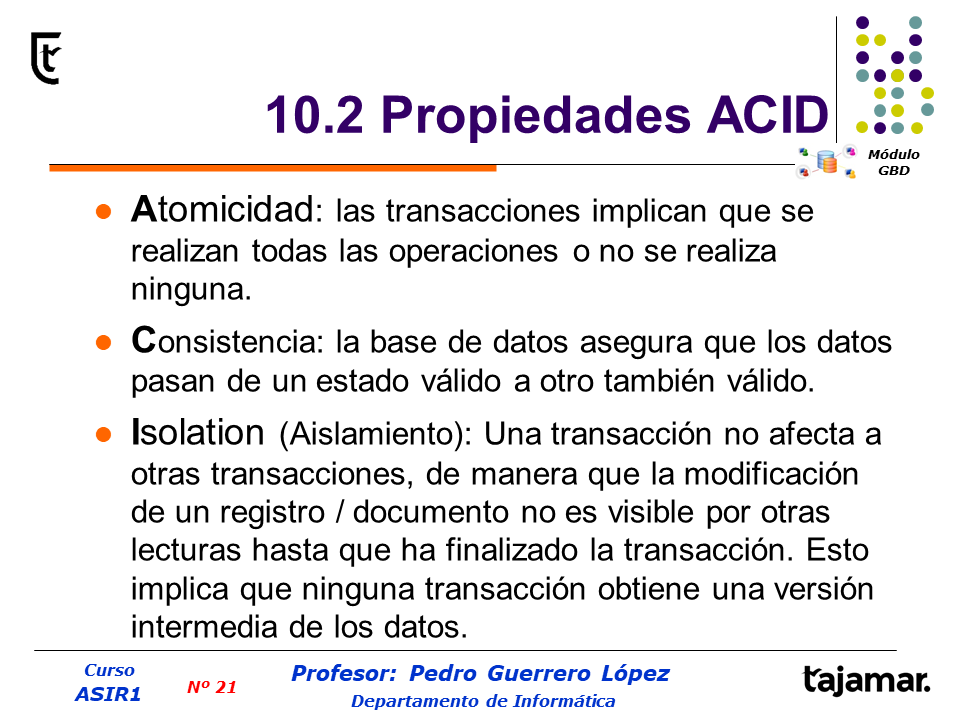 10.2 Propiedades ACID
Módulo
GBD
Atomicidad: las transacciones implican que se
realizan todas las operaciones o no se realiza
ninguna.
Consistencia: la base de datos asegura que los datos
pasan de un estado válido a otro también válido.
Isolation (Aislamiento): Una transacción no afecta a
otras transacciones, de manera que la modificación
de un registro / documento no es visible por otras
lecturas hasta que ha finalizado la transacción. Esto
implica que ninguna transacción obtiene una versión
intermedia de los datos.
Curso
ASIR1
Nº 21
Profesor: Pedro Guerrero López
Departamento de Informática
tajamar.